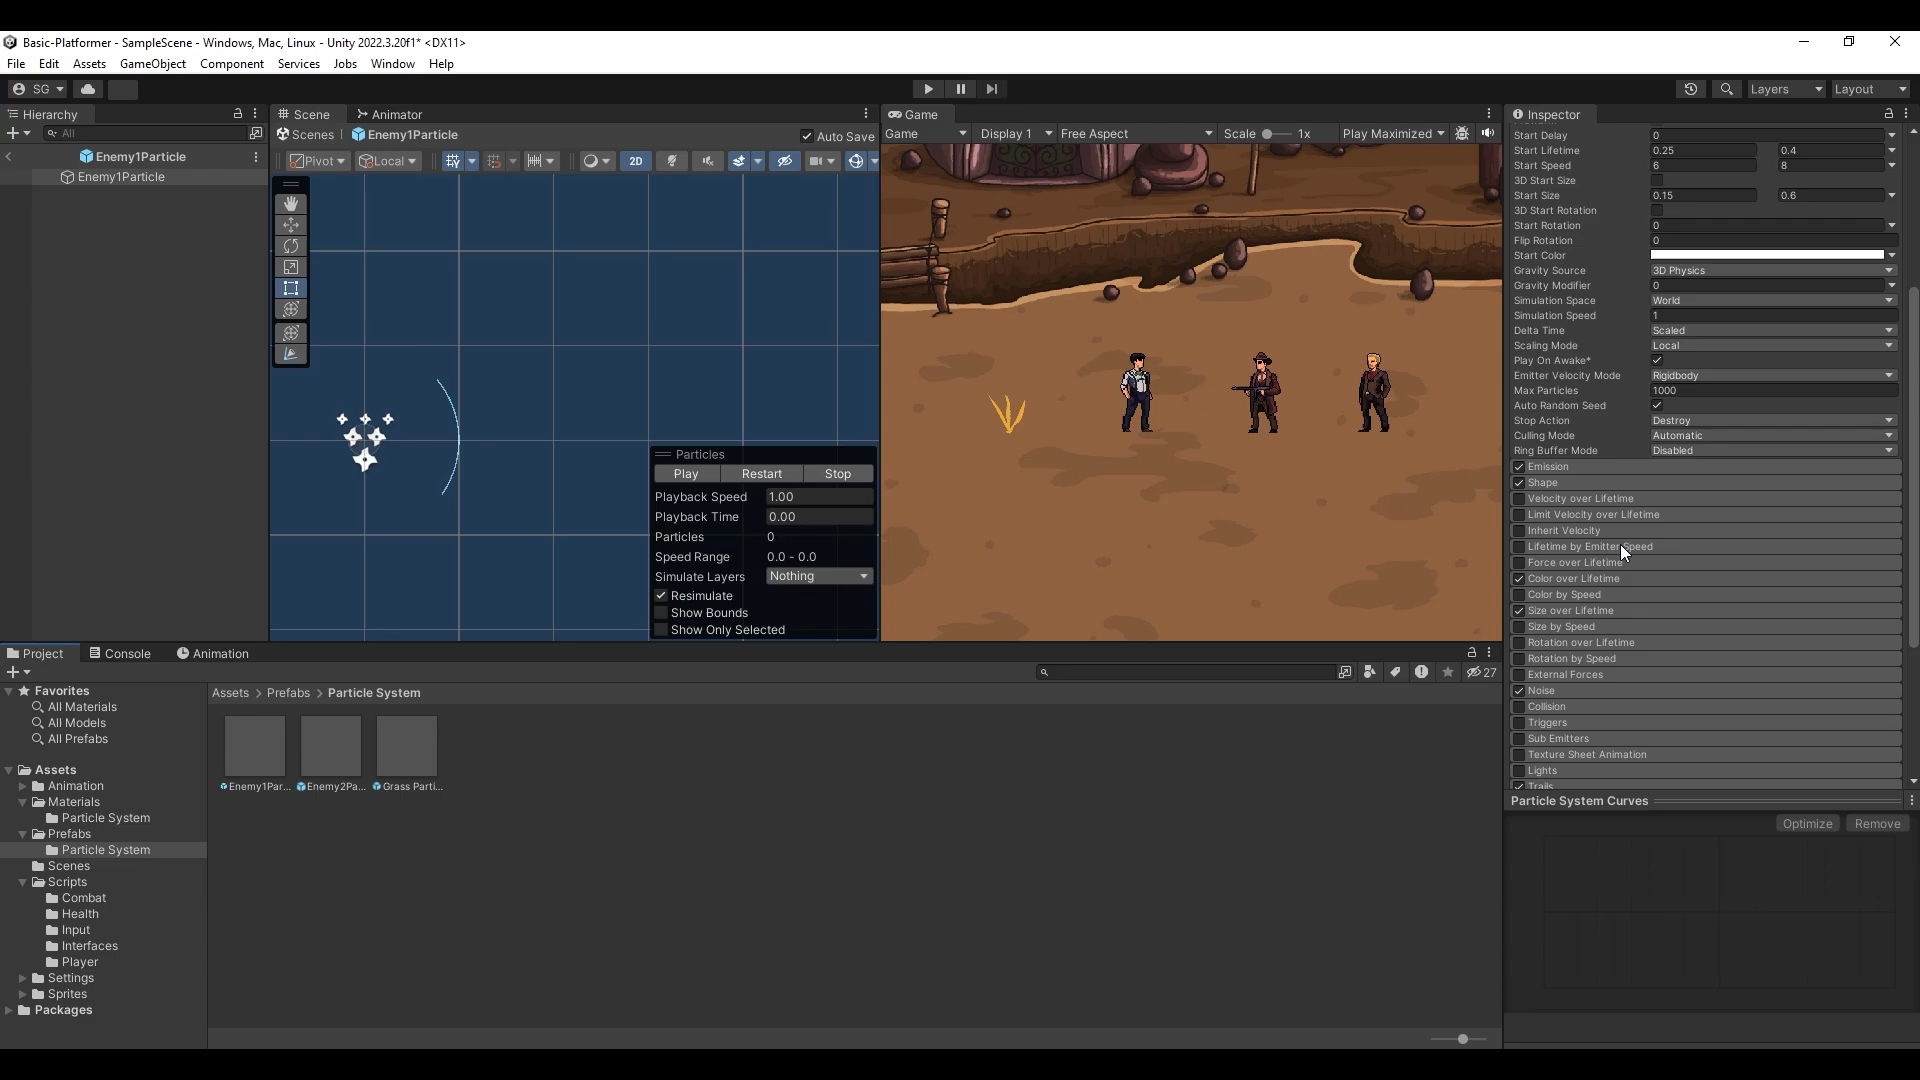 Basic-Platformer - SampleScene - Windows, Mac, Linux - Unity 2022.3.20f1* <DX11>
File Edit Assets GameObject Component Services Jobs Window Help
SG Layers Layout
Hierarchy
All
Enemy1Particle
Enemy1Particle
Scene Animator
Scenes | Enemy1Particle Auto Save
Pivot Local 2D
Particles
Play Restart Stop
Playback Speed 1.00
Playback Time 0.00
Particles 0
Speed Range 0.0 - 0.0
Simulate Layers Nothing
Resimulate
Show Bounds
Show Only Selected
Game
Game Display 1 Free Aspect Scale 1x Play Maximized
Inspector
Start Delay 0
Start Lifetime 0.25 0.4
Start Speed 6 8
3D Start Size
Start Size 0.15 0.6
3D Start Rotation
Start Rotation 0
Flip Rotation 0
Start Color
Gravity Source 3D Physics
Gravity Modifier 0
Simulation Space World
Simulation Speed 1
Delta Time Scaled
Scaling Mode Local
Play On Awake*
Emitter Velocity Mode Rigidbody
Max Particles 1000
Auto Random Seed
Stop Action Destroy
Culling Mode Automatic
Ring Buffer Mode Disabled
Emission
Shape
Velocity over Lifetime
Limit Velocity over Lifetime
Inherit Velocity
Lifetime by Emitter Speed
Force over Lifetime
Color over Lifetime
Color by Speed
Size over Lifetime
Size by Speed
Rotation over Lifetime
Rotation by Speed
External Forces
Noise
Collision
Triggers
Sub Emitters
Texture Sheet Animation
Lights
Trails
Particle System Curves
Optimize Remove
Project Console Animation
27
Favorites
All Materials
All Models
All Prefabs
Assets
Animation
Materials
Particle System
Prefabs
Particle System
Scenes
Scripts
Combat
Health
Input
Interfaces
Player
Settings
Sprites
Packages
Assets > Prefabs > Particle System
Enemy1Par... Enemy2Pa... Grass Parti...